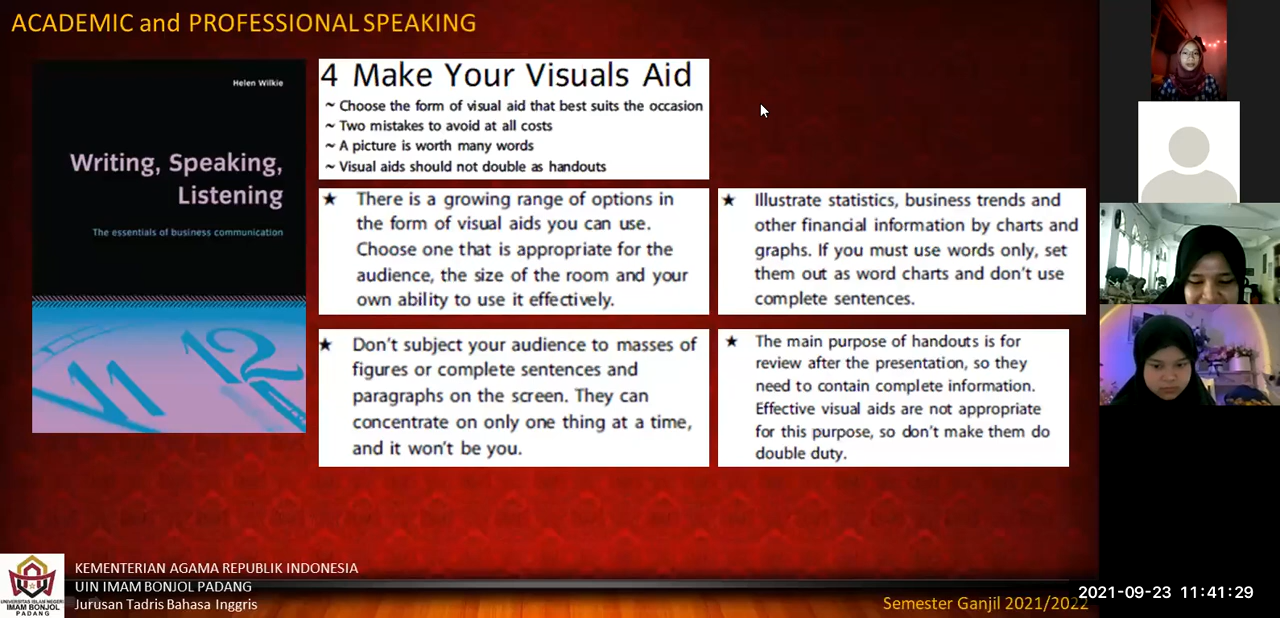 ACADEMIC and PROFESSIONAL SPEAKING
Helen Wilkie
Writing, Speaking,
Listening
The essentials of business communication
11 12
4 Make Your Visuals Aid
~ Choose the form of visual aid that best suits the occasion
~ Two mistakes to avoid at all costs
~ A picture is worth many words
~ Visual aids should not double as handouts
★ There is a growing range of options in
the form of visual aids you can use.
Choose one that is appropriate for the
audience, the size of the room and your
own ability to use it effectively.
★ Illustrate statistics, business trends and
other financial information by charts and
graphs. If you must use words only, set
them out as word charts and don't use
complete sentences.
★ Don't subject your audience to masses of
figures or complete sentences and
paragraphs on the screen. They can
concentrate on only one thing at a time,
and it won't be you.
★ The main purpose of handouts is for
review after the presentation, so they
need to contain complete information.
Effective visual aids are not appropriate
for this purpose, so don't make them do
double duty.
UNIVERSITAS ISLAM NEGERI
IMAM BONJOL
PADANG
KEMENTERIAN AGAMA REPUBLIK INDONESIA
UIN IMAM BONJOL PADANG
Jurusan Tadris Bahasa Inggris
Semester Ganjil 2021/2022
2021-09-23 11:41:29